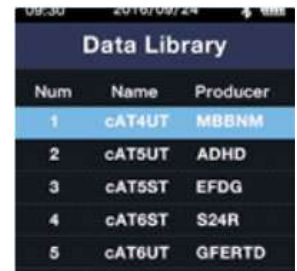 09:30 2016/09/24
Data Library
Num Name Producer
1 cAT4UT MBBNM
2 cAT5UT ADHD
3 cAT5ST EFDG
4 cAT6ST S24R
5 cAT6UT GFERTD